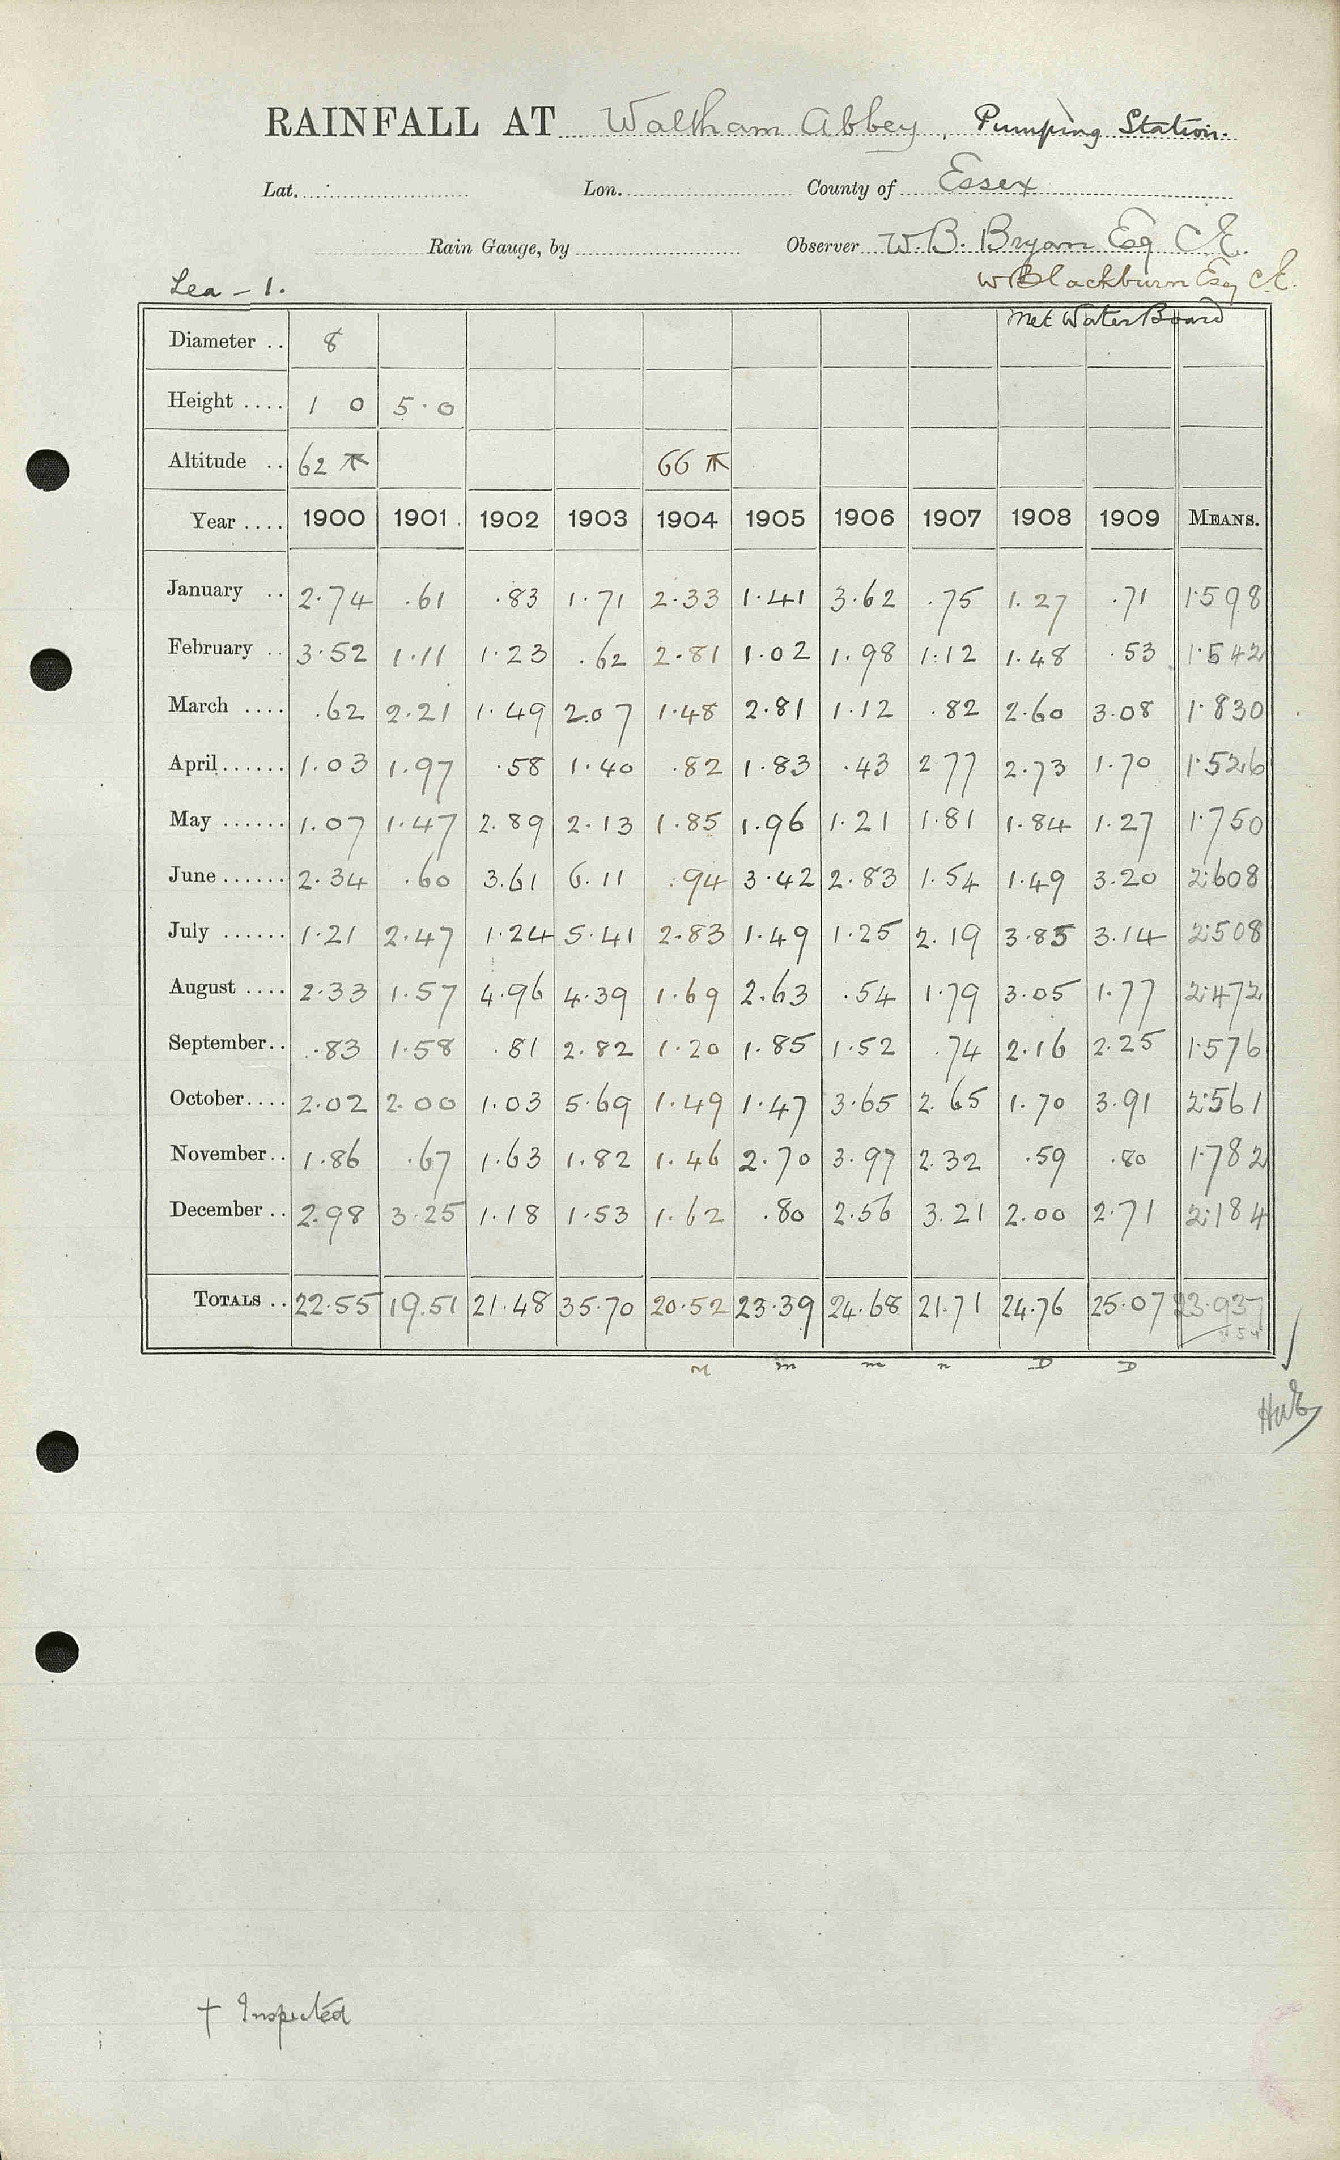 RAINFALL AT Waltham Abbey, Pumping Station.
Lat. Lon. County of Essex
Rain Gauge, by Observer W. B. Bryan Esq C.E.
W B Blackburn Esq C.E.
Lea - 1.
Met Water Board
Diameter .. 8
Height .... 1 0 5.0
Altitude .. 62 66
Year .... 1900 1901 1902 1903 1904 1905 1906 1907 1908 1909 MEANS.
January .. 2.74 .61 .83 1.71 2.33 1.41 3.62 .75 1.27 .71 1.598
February .. 3.52 1.11 1.23 .62 2.81 1.02 1.98 1.12 1.48 .53 1.542
March .... .62 2.21 1.49 2.07 1.48 2.81 1.12 .82 2.60 3.08 1.830
April...... 1.03 1.97 .58 1.40 .82 1.83 .43 2 77 2.73 1.70 1.526
May ...... 1.07 1.47 2.89 2.13 1.85 1.96 1.21 1.81 1.84 1.27 1.750
June ...... 2.34 .60 3.61 6.11 .94 3.42 2.83 1.54 1.49 3.20 2.608
July ...... 1.21 2.47 1.24 5.41 2.83 1.49 1.25 2.19 3.85 3.14 2.508
August .... 2.33 1.57 4.96 4.39 1.69 2.63 .54 1.79 3.05 1.77 2.472
September.. .83 1.58 .81 2.82 1.20 1.85 1.52 .74 2.16 2.25 1.576
October.... 2.02 2.00 1.03 5.69 1.49 1.47 3.65 2.65 1.70 3.91 2.561
November.. 1.86 .67 1.63 1.82 1.46 2.70 3.97 2.32 .59 .80 1.782
December .. 2.98 3.25 1.18 1.53 1.62 .80 2.56 3.21 2.00 2.71 2.184
TOTALS .. 22.55 19.51 21.48 35.70 20.52 23.39 24.68 21.71 24.76 25.07 23.937
M m m n D D
† Inspected